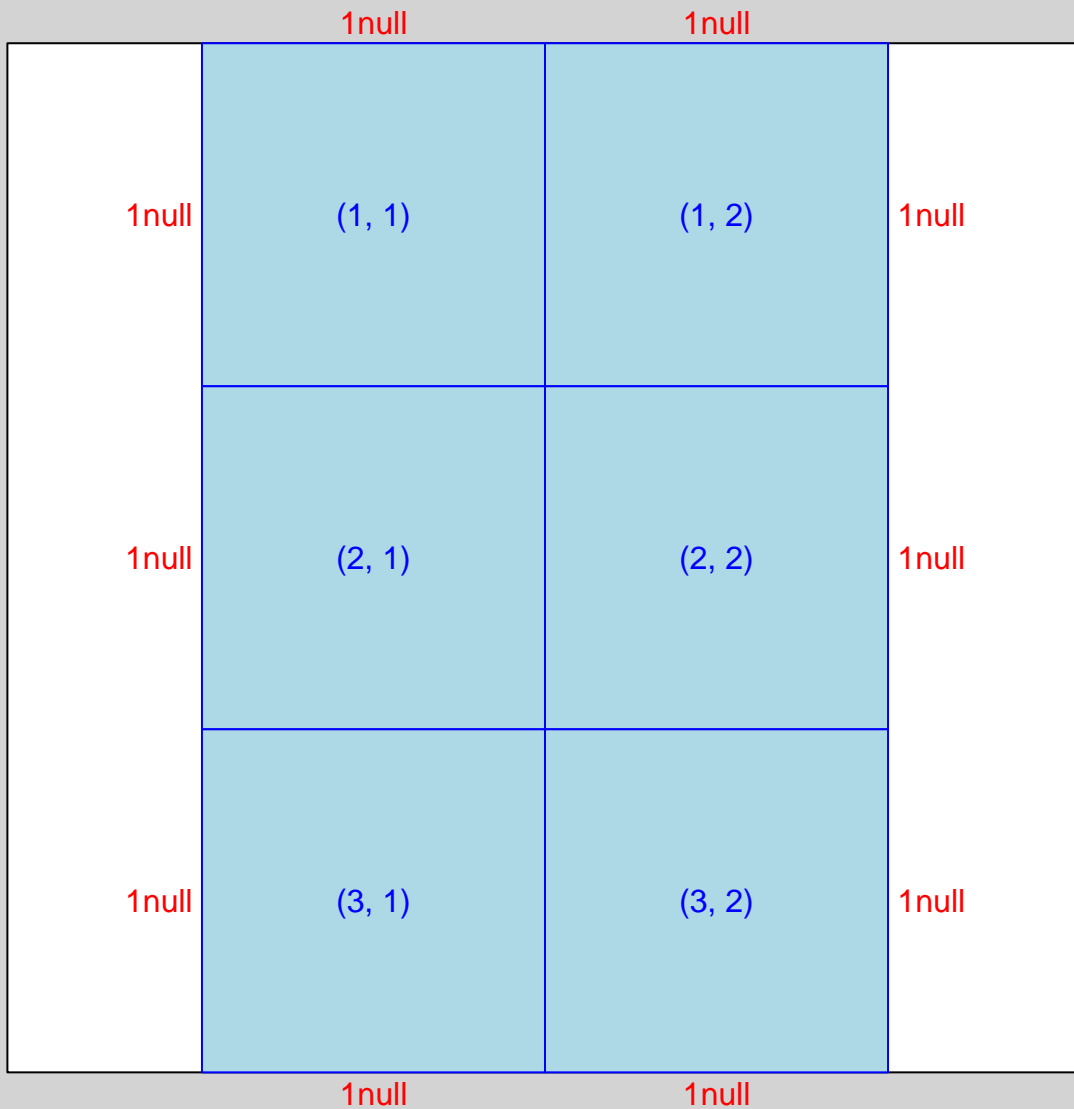 1null 1null
1null (1, 1) (1, 2) 1null
1null (2, 1) (2, 2) 1null
1null (3, 1) (3, 2) 1null
1null 1null